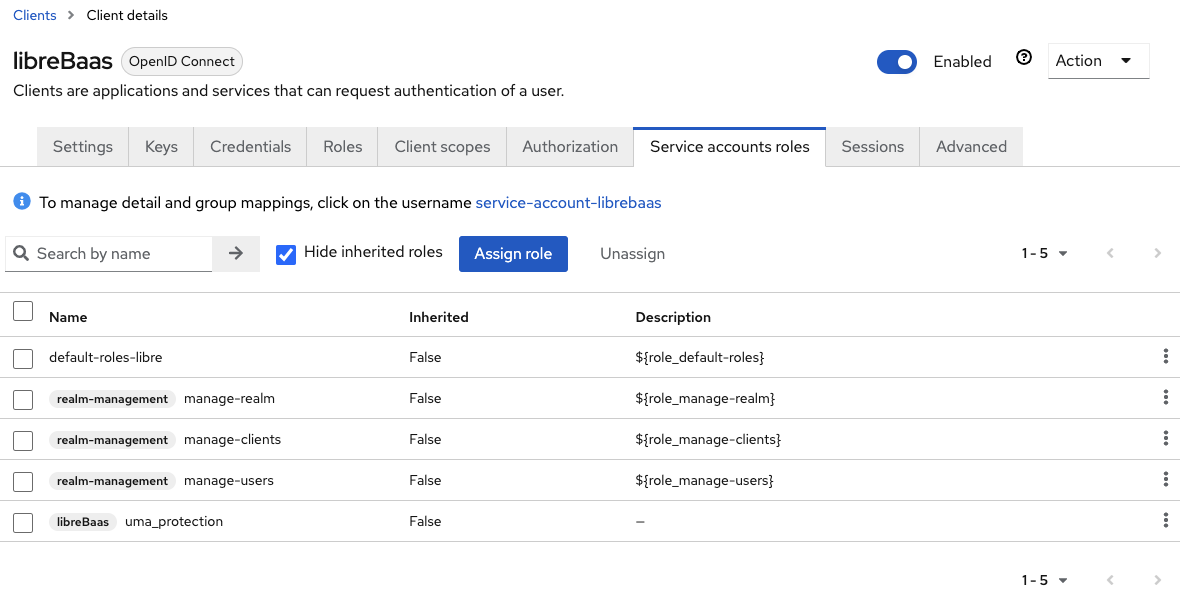 Clients > Client details
libreBaas OpenID Connect
Enabled
Action
Clients are applications and services that can request authentication of a user.
Settings Keys Credentials Roles Client scopes Authorization Service accounts roles Sessions Advanced
To manage detail and group mappings, click on the username service-account-librebaas
Search by name Hide inherited roles Assign role Unassign 1 - 5
Name Inherited Description
default-roles-libre False ${role_default-roles}
realm-management manage-realm False ${role_manage-realm}
realm-management manage-clients False ${role_manage-clients}
realm-management manage-users False ${role_manage-users}
libreBaas uma_protection False –
1 - 5